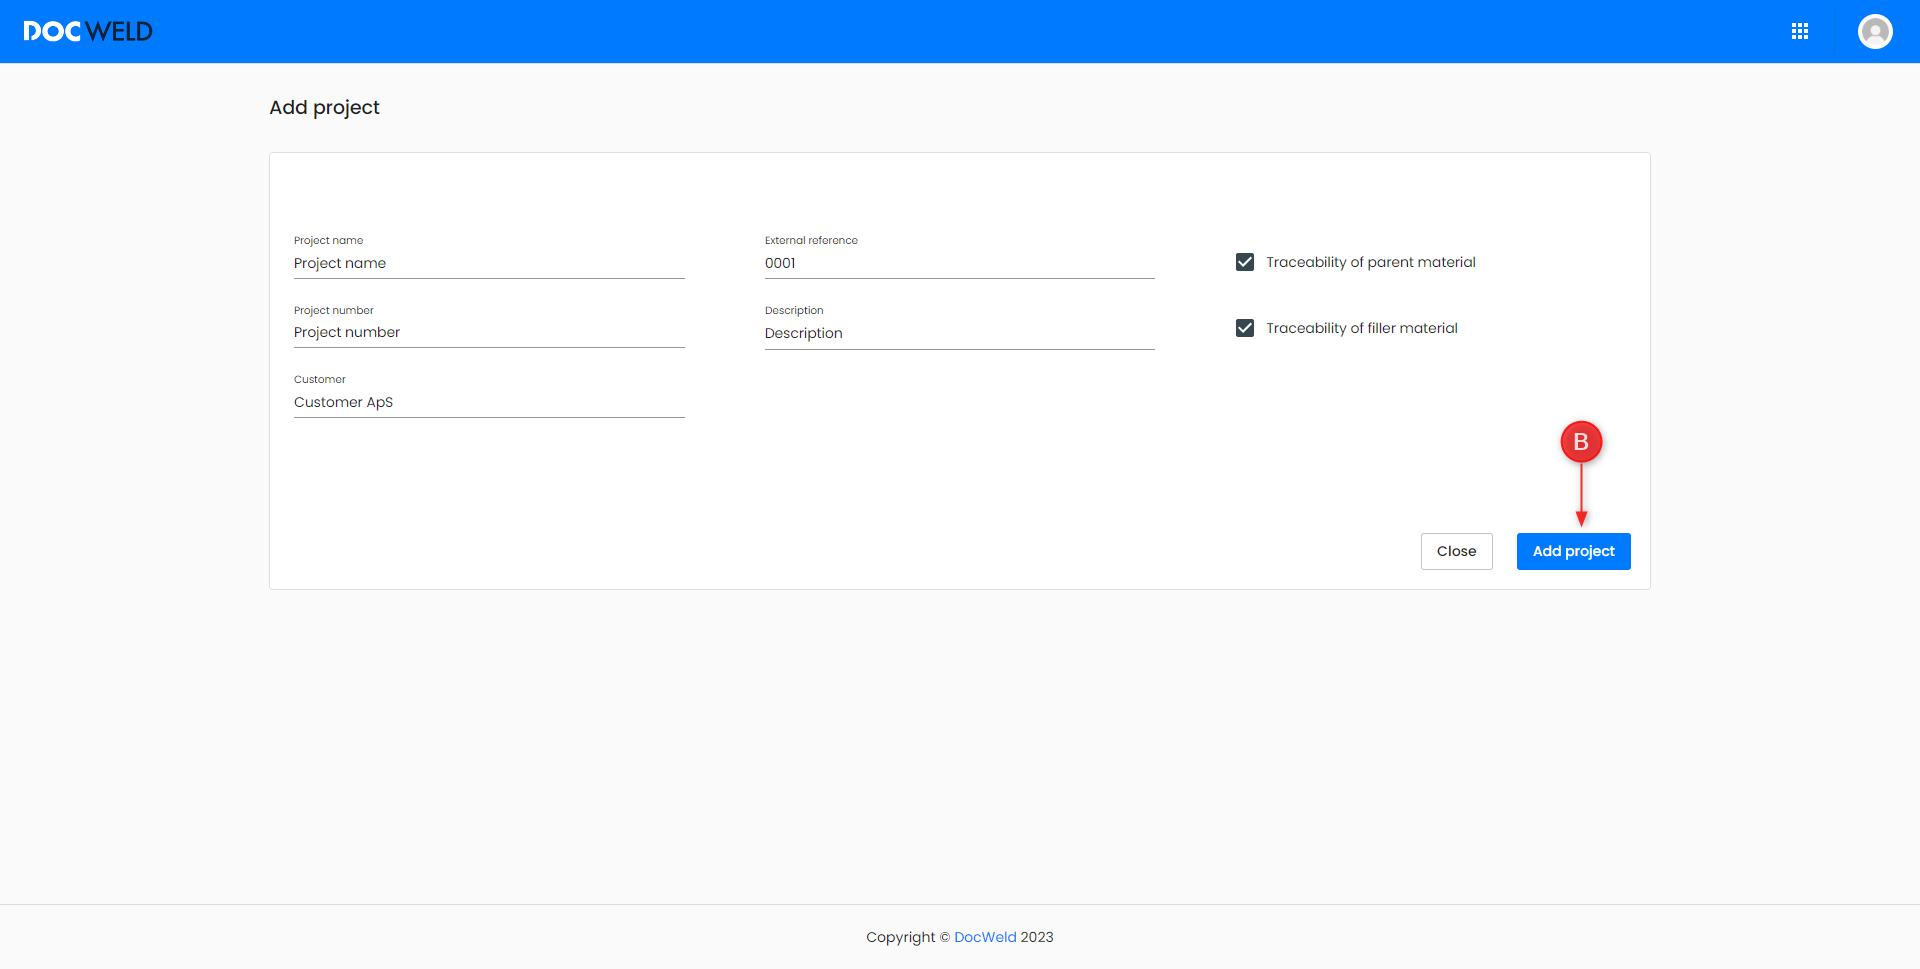 DOCWELD
Add project
Project name
Project name
External reference
0001
Traceability of parent material
Project number
Project number
Description
Description
Traceability of filler material
Customer
Customer ApS
B
Close
Add project
Copyright © DocWeld 2023